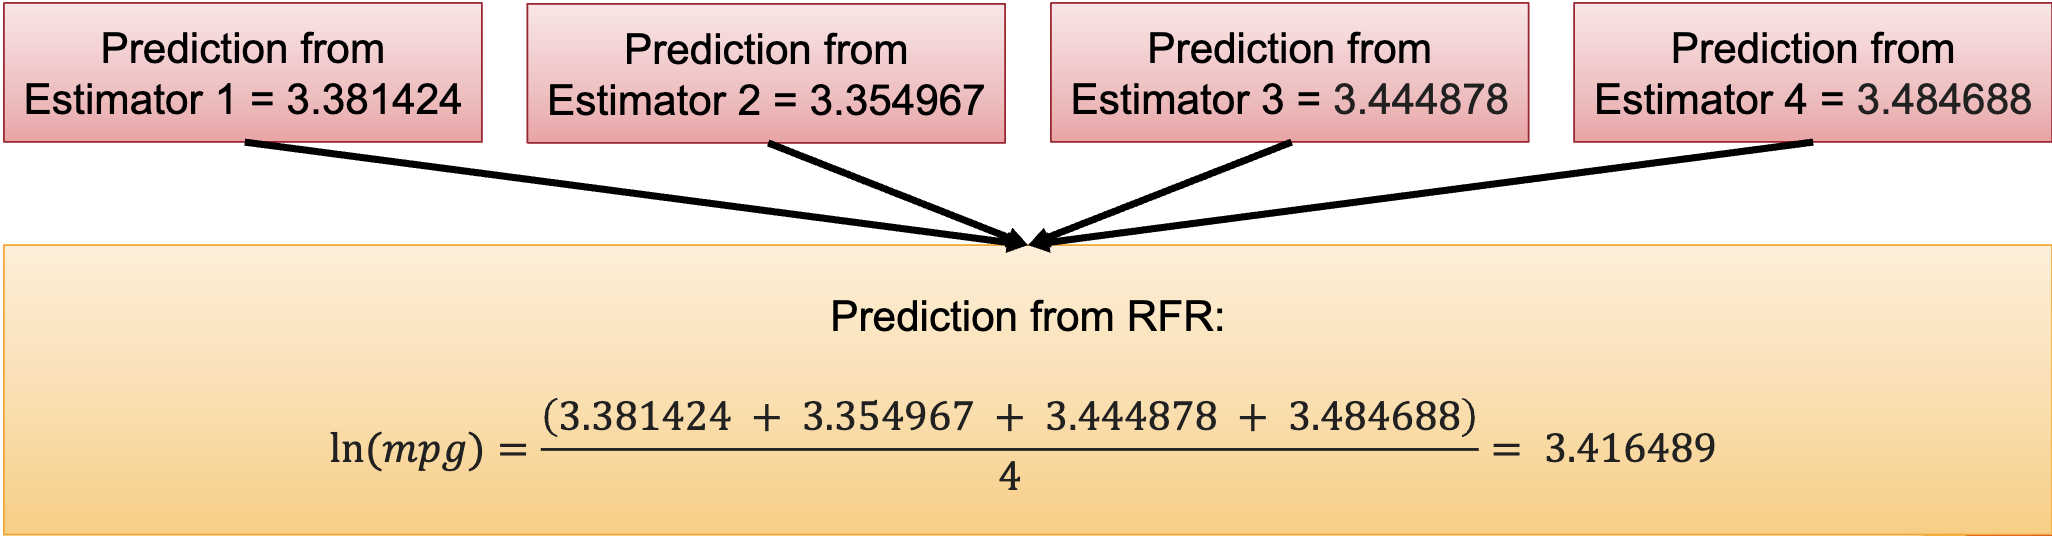 Prediction from
Estimator 1 = 3.381424
Prediction from
Estimator 2 = 3.354967
Prediction from
Estimator 3 = 3.444878
Prediction from
Estimator 4 = 3.484688
Prediction from RFR:
ln(mpg) = (3.381424 + 3.354967 + 3.444878 + 3.484688) / 4 = 3.416489